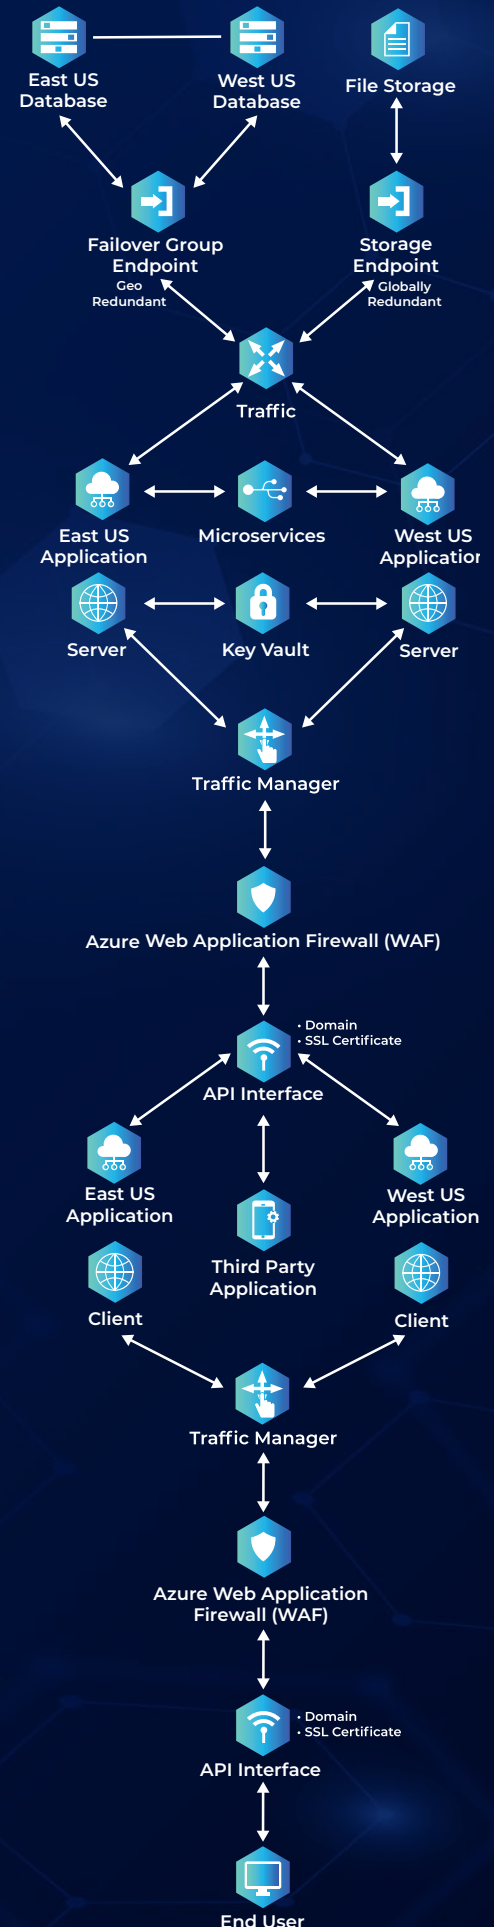 East US
Database
West US
Database
File Storage
Failover Group
Endpoint
Geo
Redundant
Storage
Endpoint
Globally
Redundant
Traffic
East US
Application
Microservices
West US
Application
Server
Key Vault
Server
Traffic Manager
Azure Web Application Firewall (WAF)
• Domain
• SSL Certificate
API Interface
East US
Application
Third Party
Application
West US
Application
Client
Client
Traffic Manager
Azure Web Application
Firewall (WAF)
• Domain
• SSL Certificate
API Interface
End User